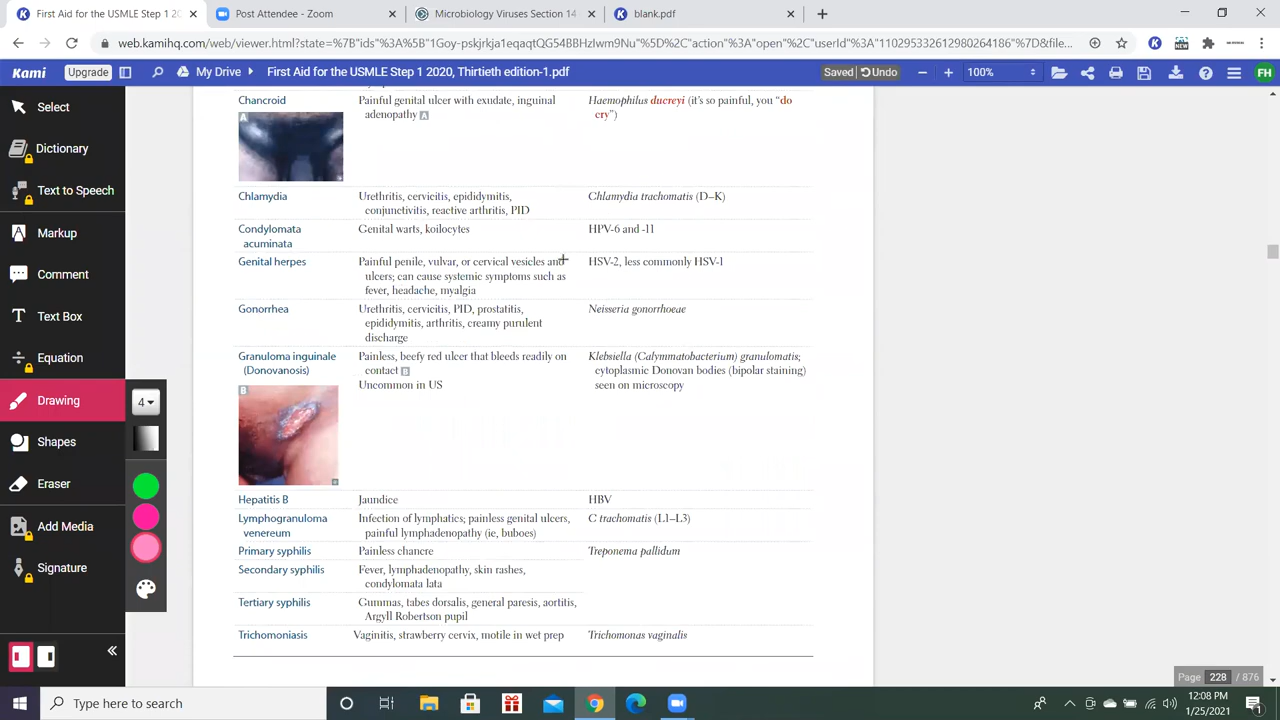 First Aid for the USMLE Step 1 20
Post Attendee - Zoom
Microbiology Viruses Section 14
blank.pdf
web.kamihq.com/web/viewer.html?state=%7B"ids"%3A%5B"1Goy-pskjrkja1eqaqtQG54BBHzIwm9Nu"%5D%2C"action"%3A"open"%2C"userId"%3A"110295332612980264186"%7D&file...
NEW
Kami
Upgrade
My Drive
First Aid for the USMLE Step 1 2020, Thirtieth edition-1.pdf
Saved Undo
100%
FH
Select
Dictionary
Text to Speech
Markup
Comment
Text Box
Equation
Drawing
Shapes
Eraser
Add Media
Signature
4
Chancroid
Painful genital ulcer with exudate, inguinal
adenopathy A
Haemophilus ducreyi (it's so painful, you "do
cry")
A
Chlamydia
Urethritis, cervicitis, epididymitis,
conjunctivitis, reactive arthritis, PID
Chlamydia trachomatis (D–K)
Condylomata
acuminata
Genital warts, koilocytes
HPV-6 and -11
Genital herpes
Painful penile, vulvar, or cervical vesicles and
ulcers; can cause systemic symptoms such as
fever, headache, myalgia
HSV-2, less commonly HSV-1
Gonorrhea
Urethritis, cervicitis, PID, prostatitis,
epididymitis, arthritis, creamy purulent
discharge
Neisseria gonorrhoeae
Granuloma inguinale
(Donovanosis)
Painless, beefy red ulcer that bleeds readily on
contact B
Uncommon in US
Klebsiella (Calymmatobacterium) granulomatis;
cytoplasmic Donovan bodies (bipolar staining)
seen on microscopy
B
Hepatitis B
Jaundice
HBV
Lymphogranuloma
venereum
Infection of lymphatics; painless genital ulcers,
painful lymphadenopathy (ie, buboes)
C trachomatis (L1–L3)
Primary syphilis
Painless chancre
Treponema pallidum
Secondary syphilis
Fever, lymphadenopathy, skin rashes,
condylomata lata
Tertiary syphilis
Gummas, tabes dorsalis, general paresis, aortitis,
Argyll Robertson pupil
Trichomoniasis
Vaginitis, strawberry cervix, motile in wet prep
Trichomonas vaginalis
Page 228 / 876
Type here to search
12:08 PM
1/25/2021